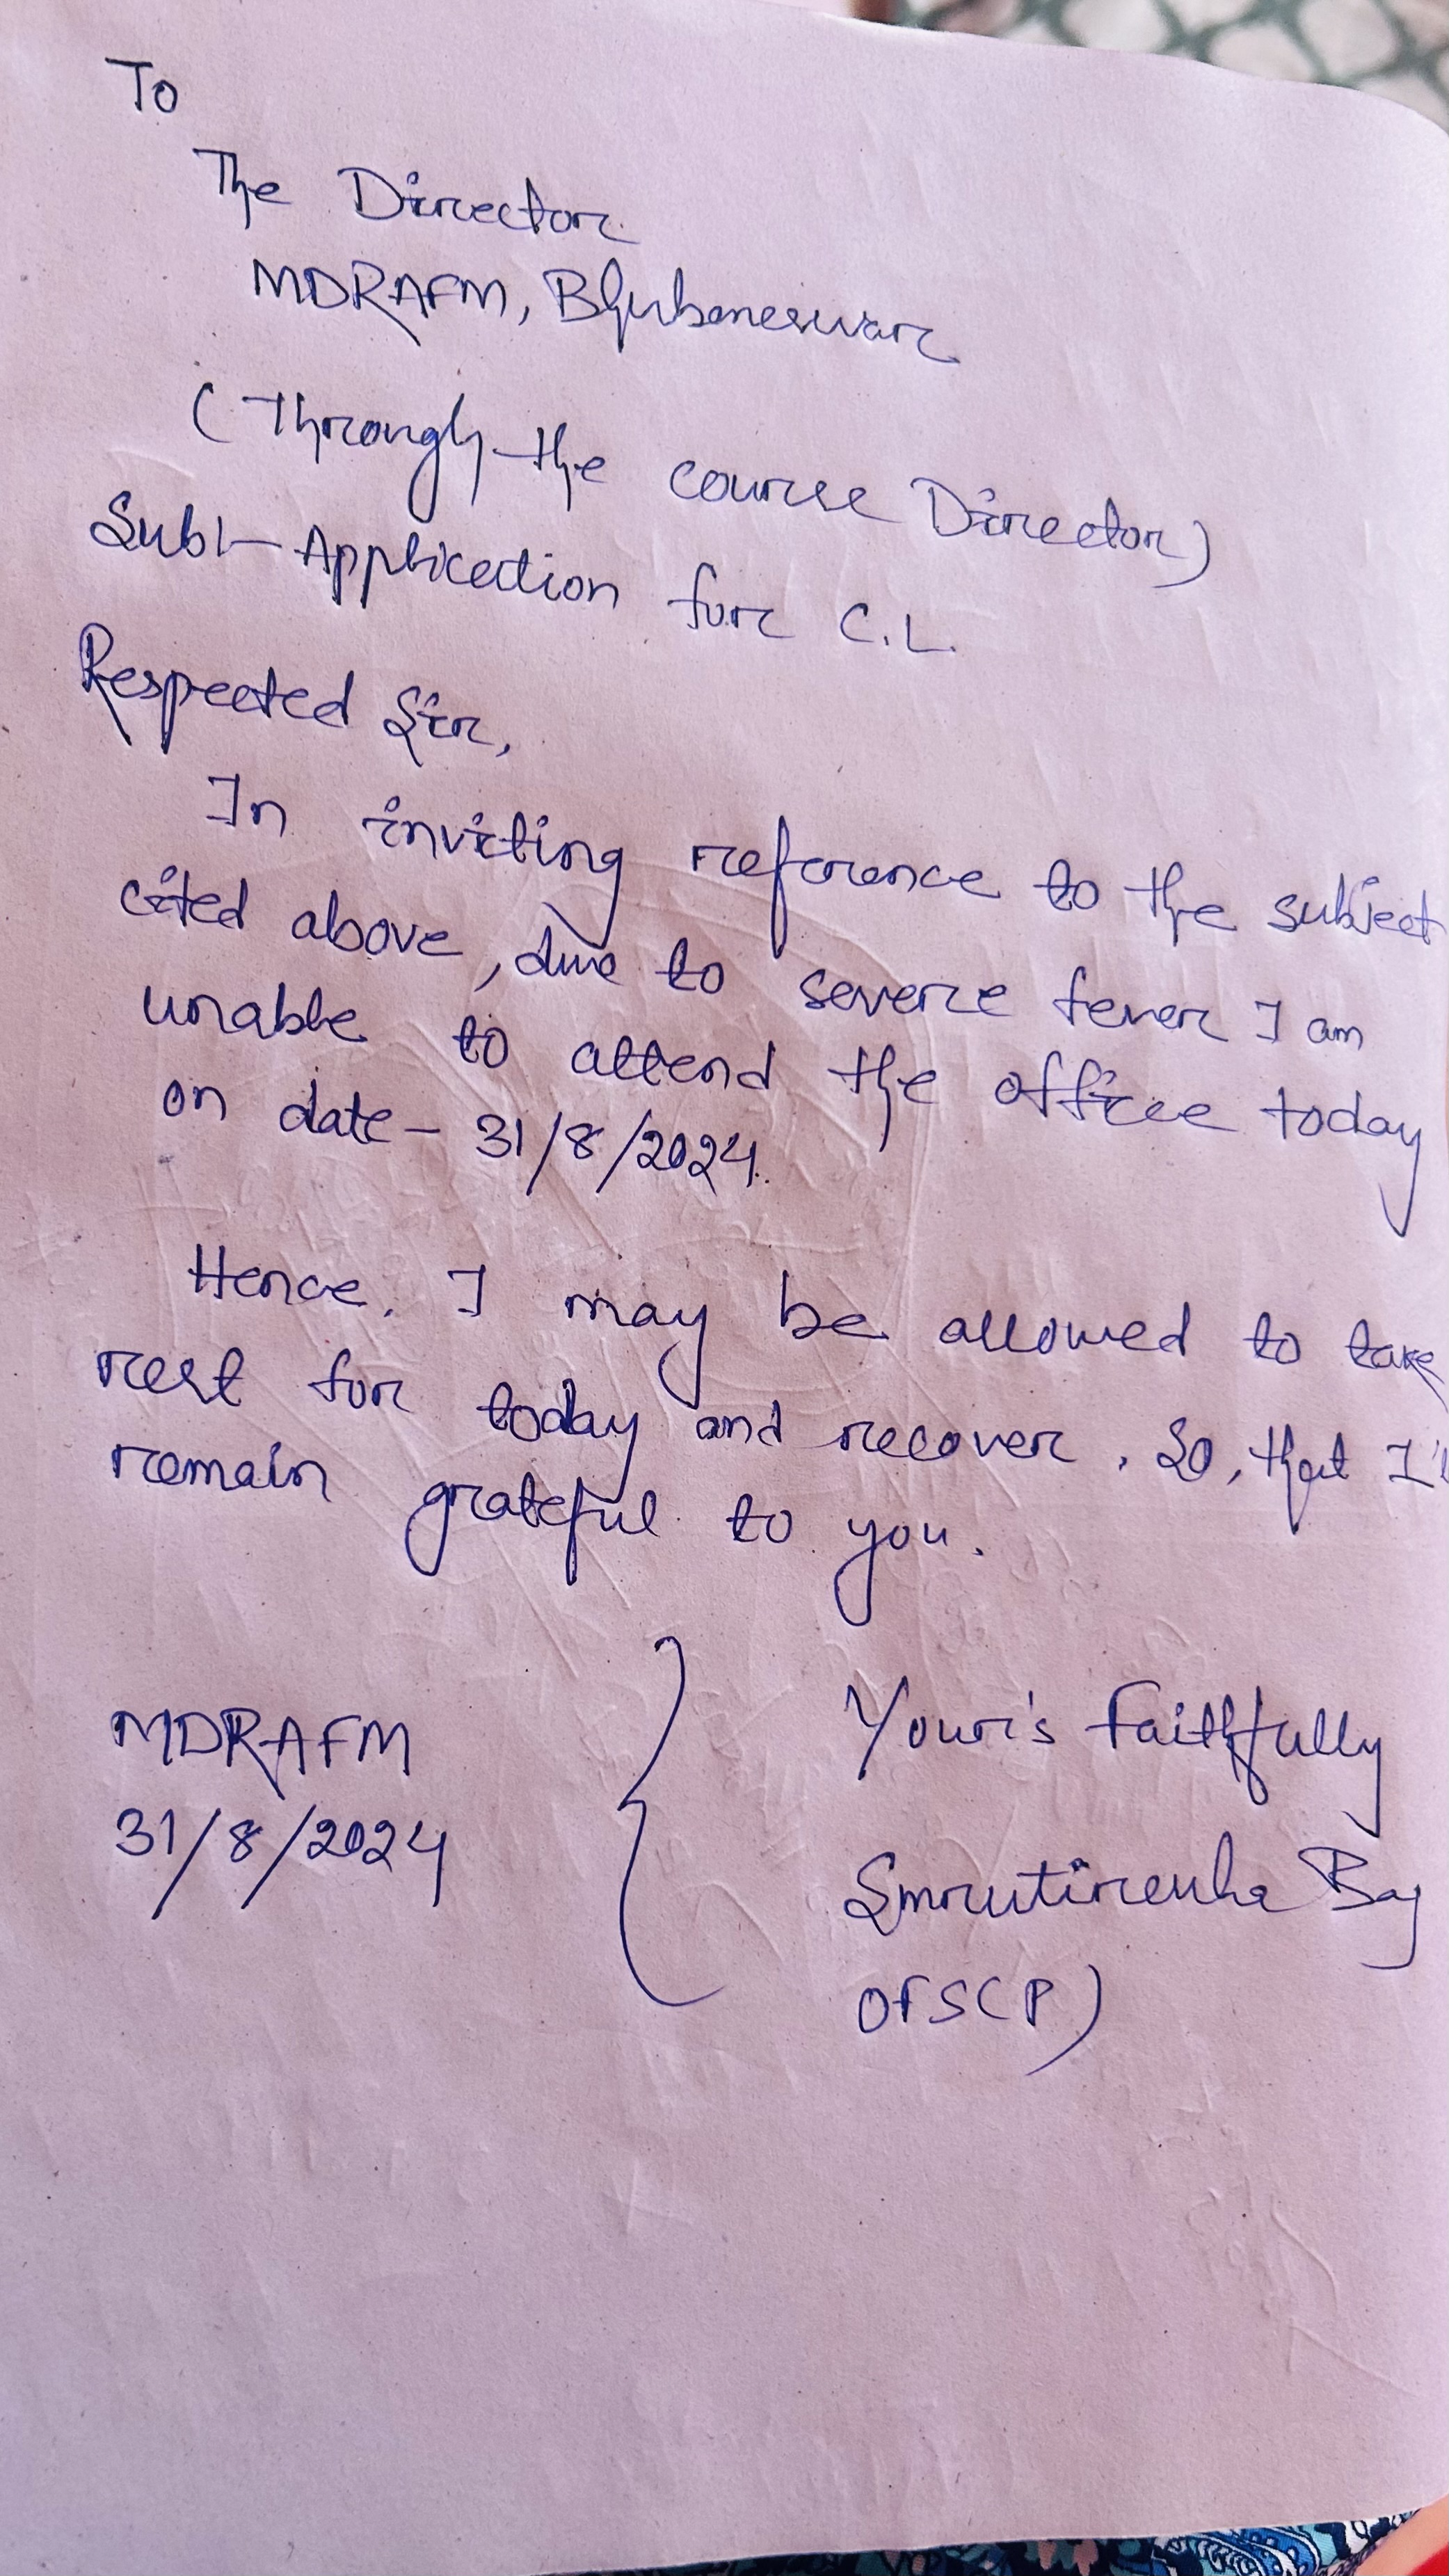 To
The Director
MDRAFM, Bhubaneswar
(Through the course Director)
Sub:- Application for C.L.
Respected Sir,
In inviting reference to the subject
cited above, due to severe fever I am
unable to attend the office today
on date - 31/8/2024.
Hence. I may be allowed to take
rest for today and recover. So, that I'll
remain grateful to you.
MDRAFM
31/8/2024
Your's Faithfully
Smrutirekha Bag
OFS(P)